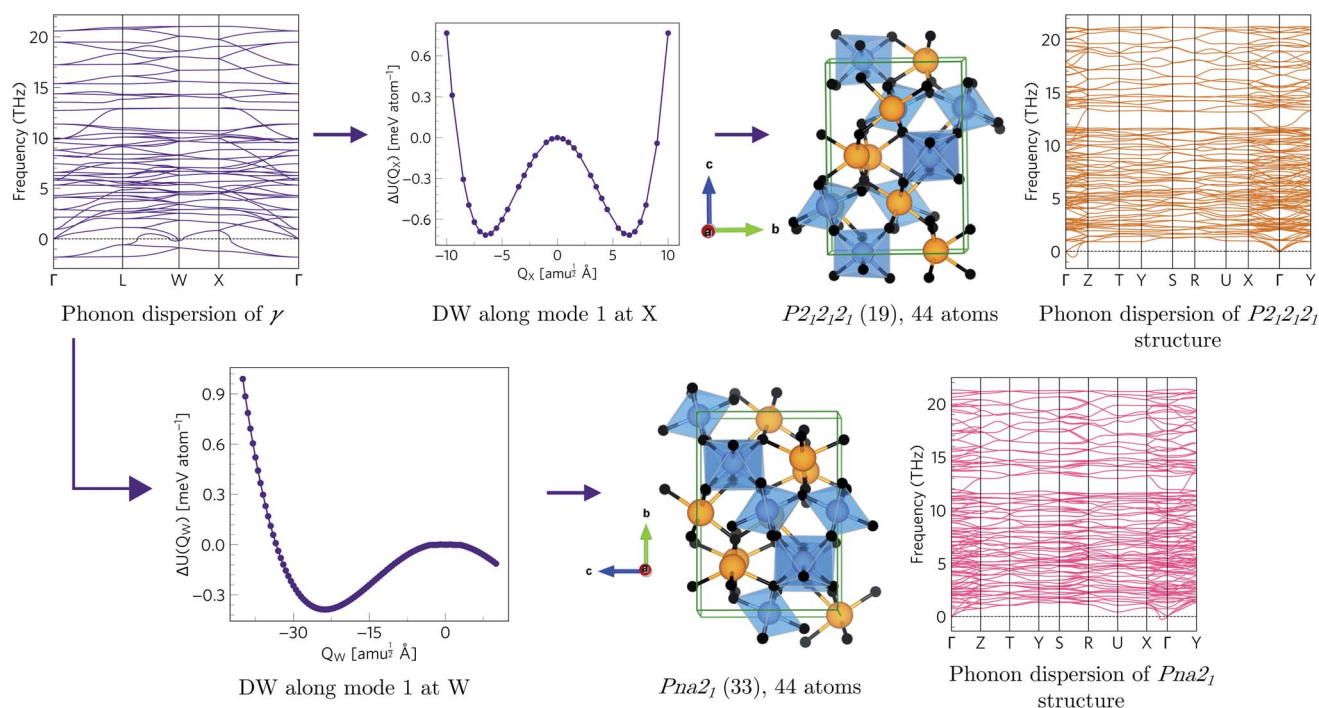 Frequency (THz)
20
15
10
5
0
Γ
L
W
X
Γ
Phonon dispersion of γ
ΔU(Q_X) [meV atom⁻¹]
0.6
0.3
0.0
−0.3
−0.6
−10
−5
0
5
10
Q_X [amu^½ Å]
DW along mode 1 at X
c
a
b
P2₁2₁2₁ (19), 44 atoms
Frequency (THz)
20
15
10
5
0
Γ
Z
T
Y
S
R
U
X
Γ
Y
Phonon dispersion of P2₁2₁2₁
structure
ΔU(Q_W) [meV atom⁻¹]
0.9
0.6
0.3
0.0
−0.3
−30
−15
0
Q_W [amu^½ Å]
DW along mode 1 at W
b
c
a
Pna2₁ (33), 44 atoms
Frequency (THz)
20
15
10
5
0
Γ
Z
T
Y
S
R
U
X
Γ
Y
Phonon dispersion of Pna2₁
structure